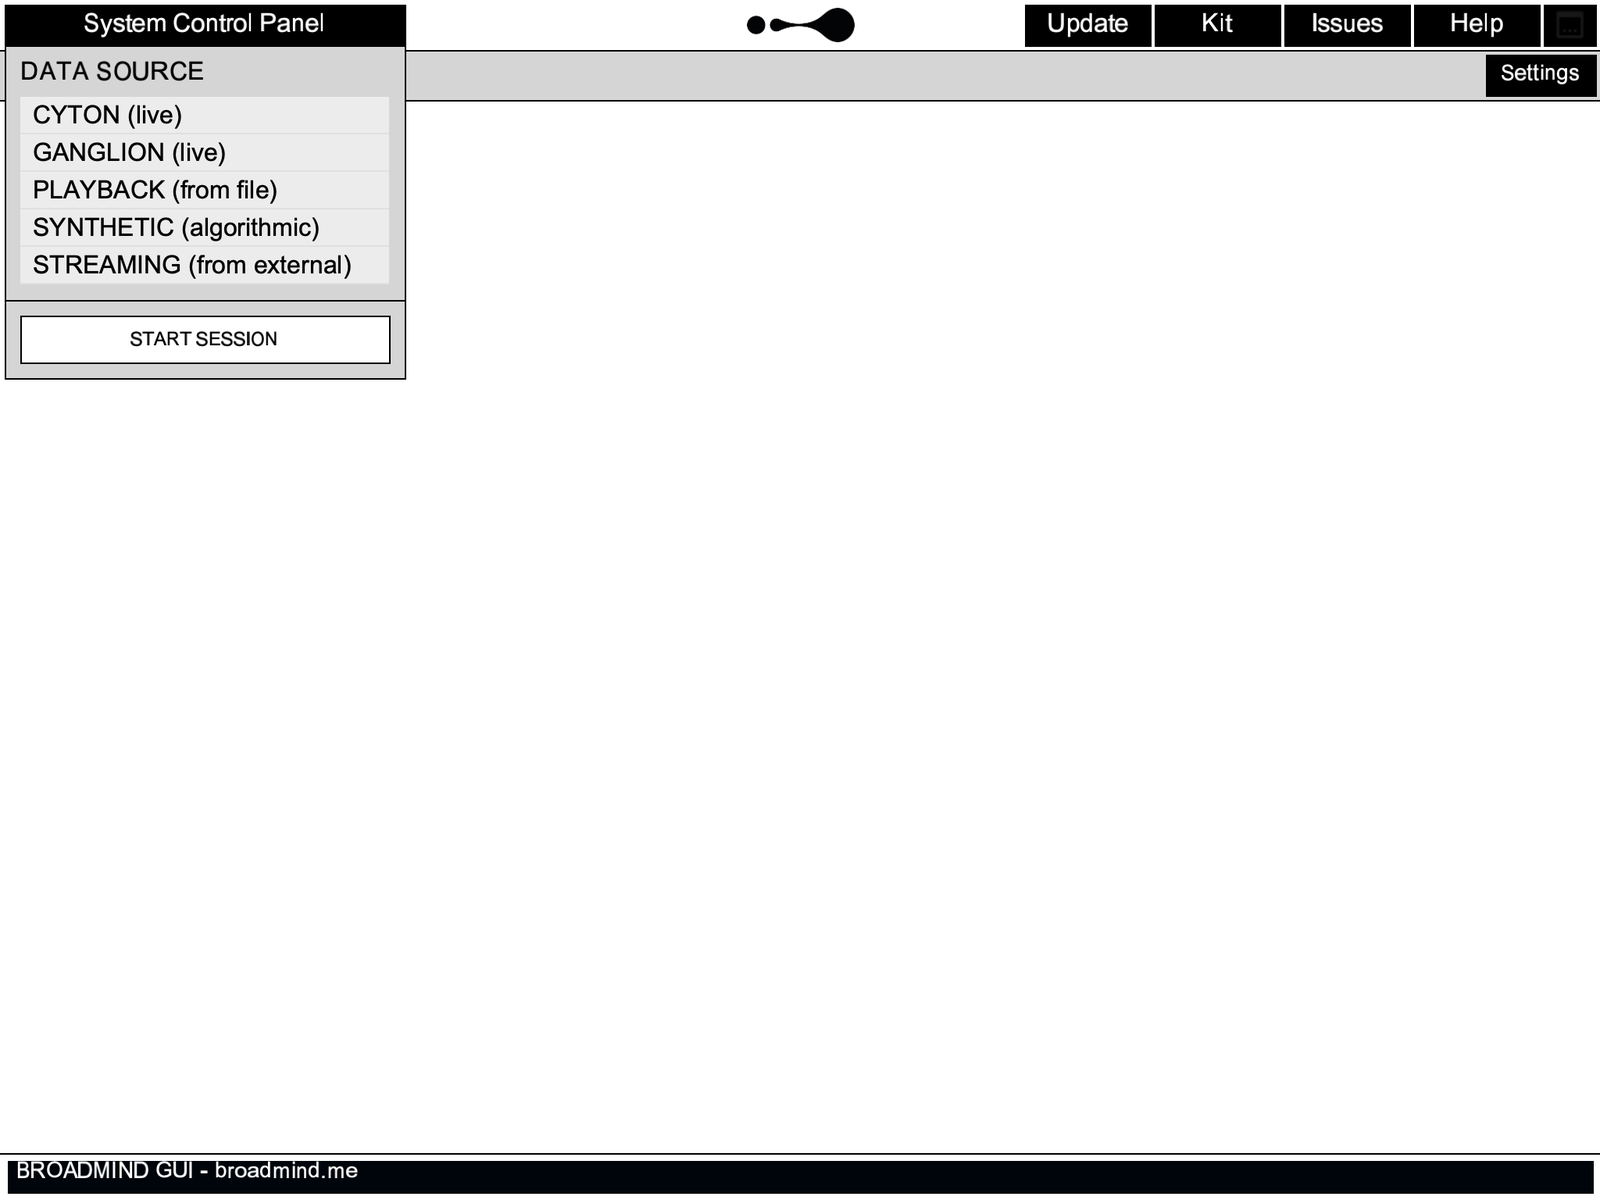 System Control Panel
Update
Kit
Issues
Help
DATA SOURCE
Settings
CYTON (live)
GANGLION (live)
PLAYBACK (from file)
SYNTHETIC (algorithmic)
STREAMING (from external)
START SESSION
BROADMIND GUI - broadmind.me